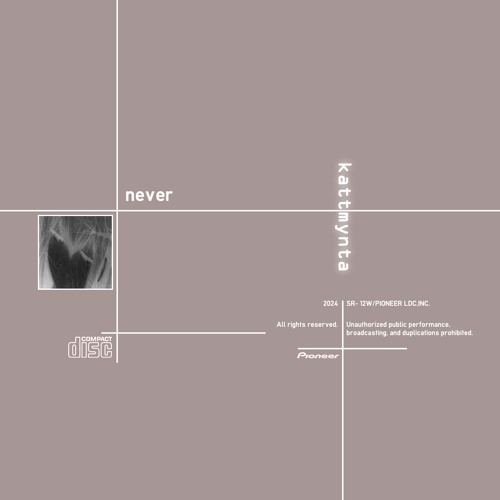 never
kattmynta
2024 SR- 12W/PIONEER LDC,INC.
All rights reserved. Unauthorized public performance,
broadcasting, and duplications prohibited.
COMPACT
disc
Pioneer